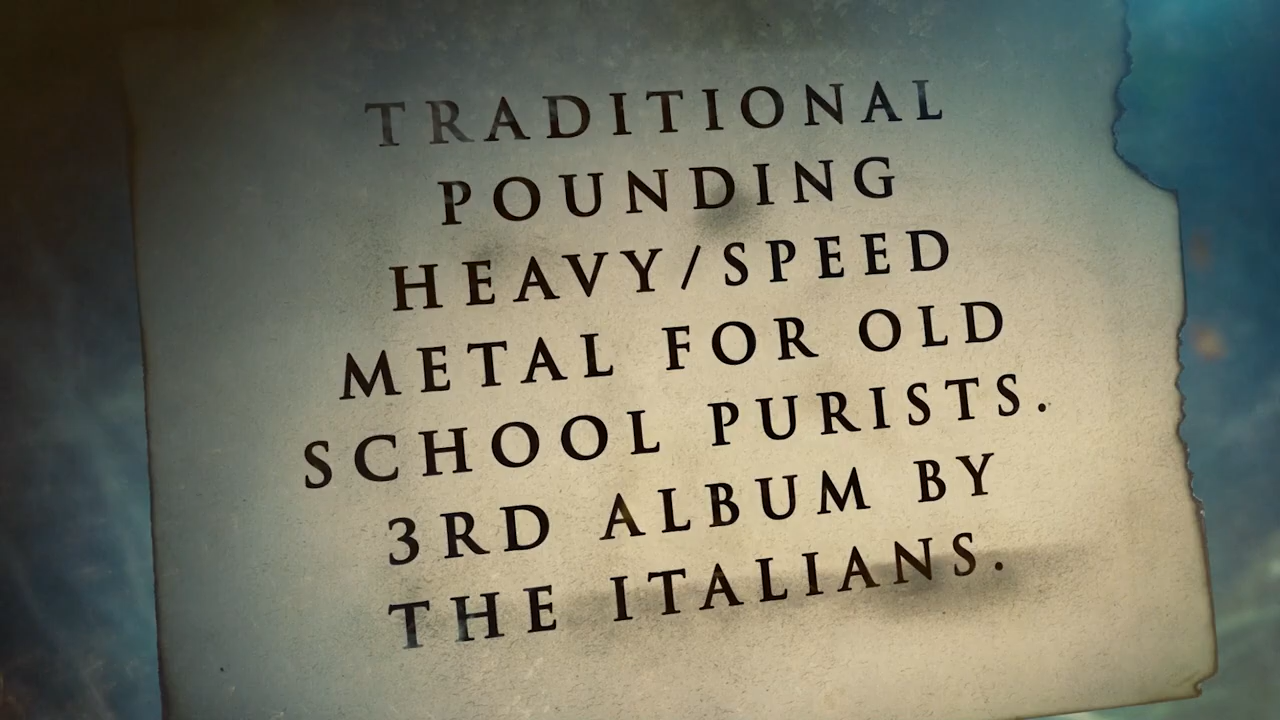 TRADITIONAL
POUNDING
HEAVY/SPEED
METAL FOR OLD
SCHOOL PURISTS.
3RD ALBUM BY
THE ITALIANS.